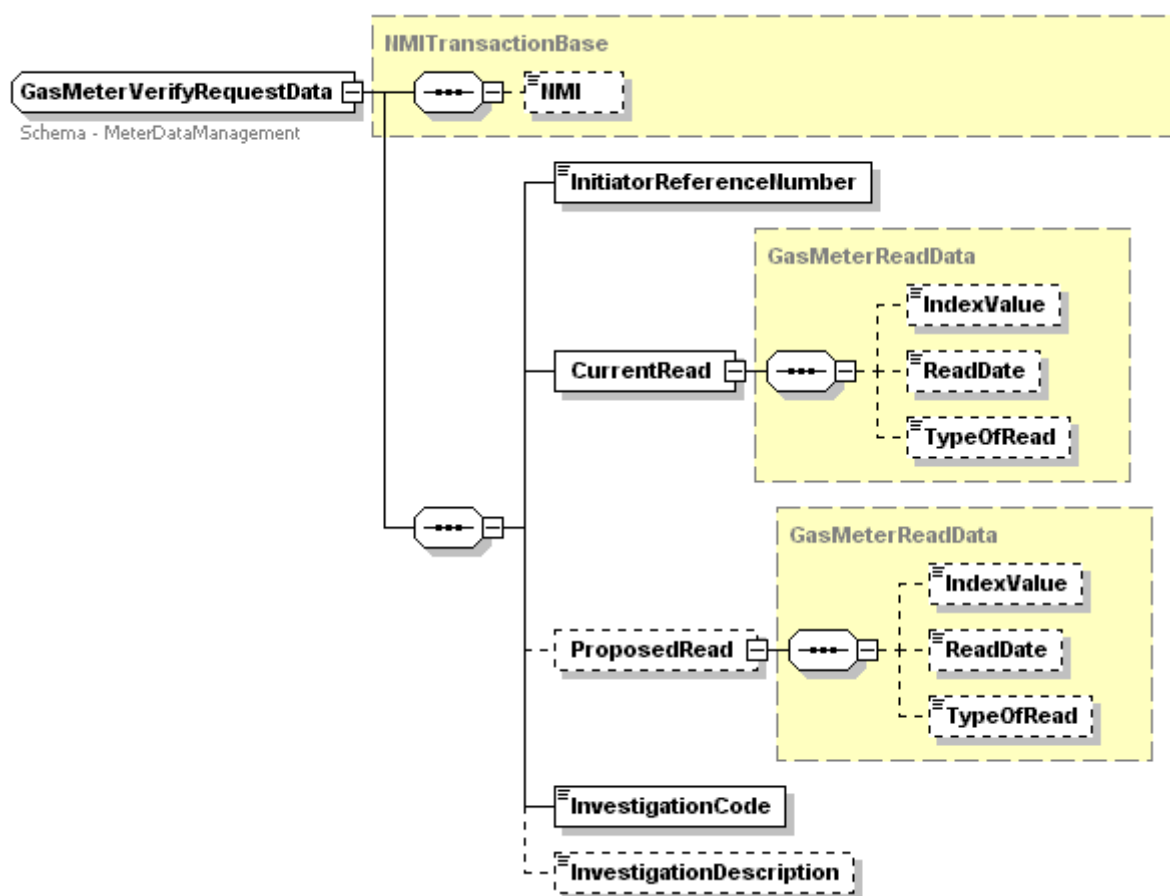 NMITransactionBase
GasMeterVerifyRequestData
NMI
Schema - MeterDataManagement
InitiatorReferenceNumber
GasMeterReadData
IndexValue
CurrentRead
ReadDate
TypeOfRead
GasMeterReadData
IndexValue
ProposedRead
ReadDate
TypeOfRead
InvestigationCode
InvestigationDescription